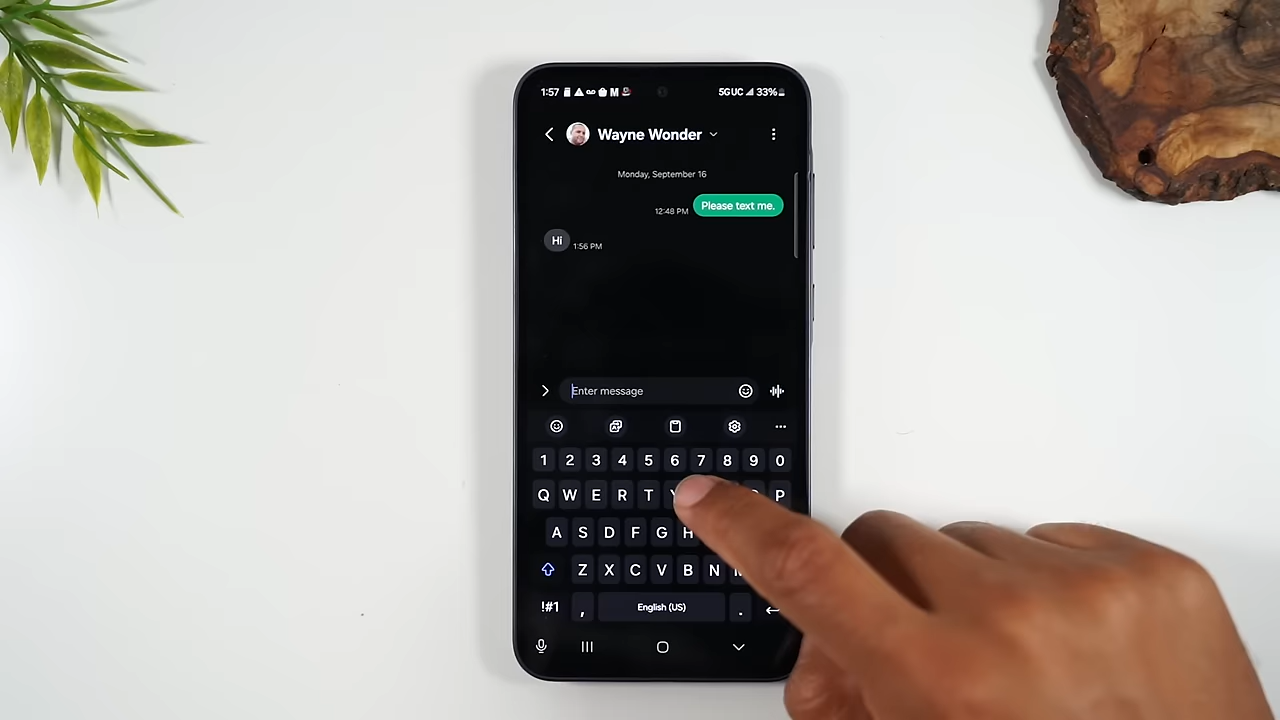 1:57 M 5GUC 33%
Wayne Wonder
Monday, September 16
12:48 PM Please text me.
Hi 1:56 PM
Enter message
1 2 3 4 5 6 7 8 9 0
Q W E R T Y P
A S D F G H
Z X C V B N M
!#1 , English (US) .